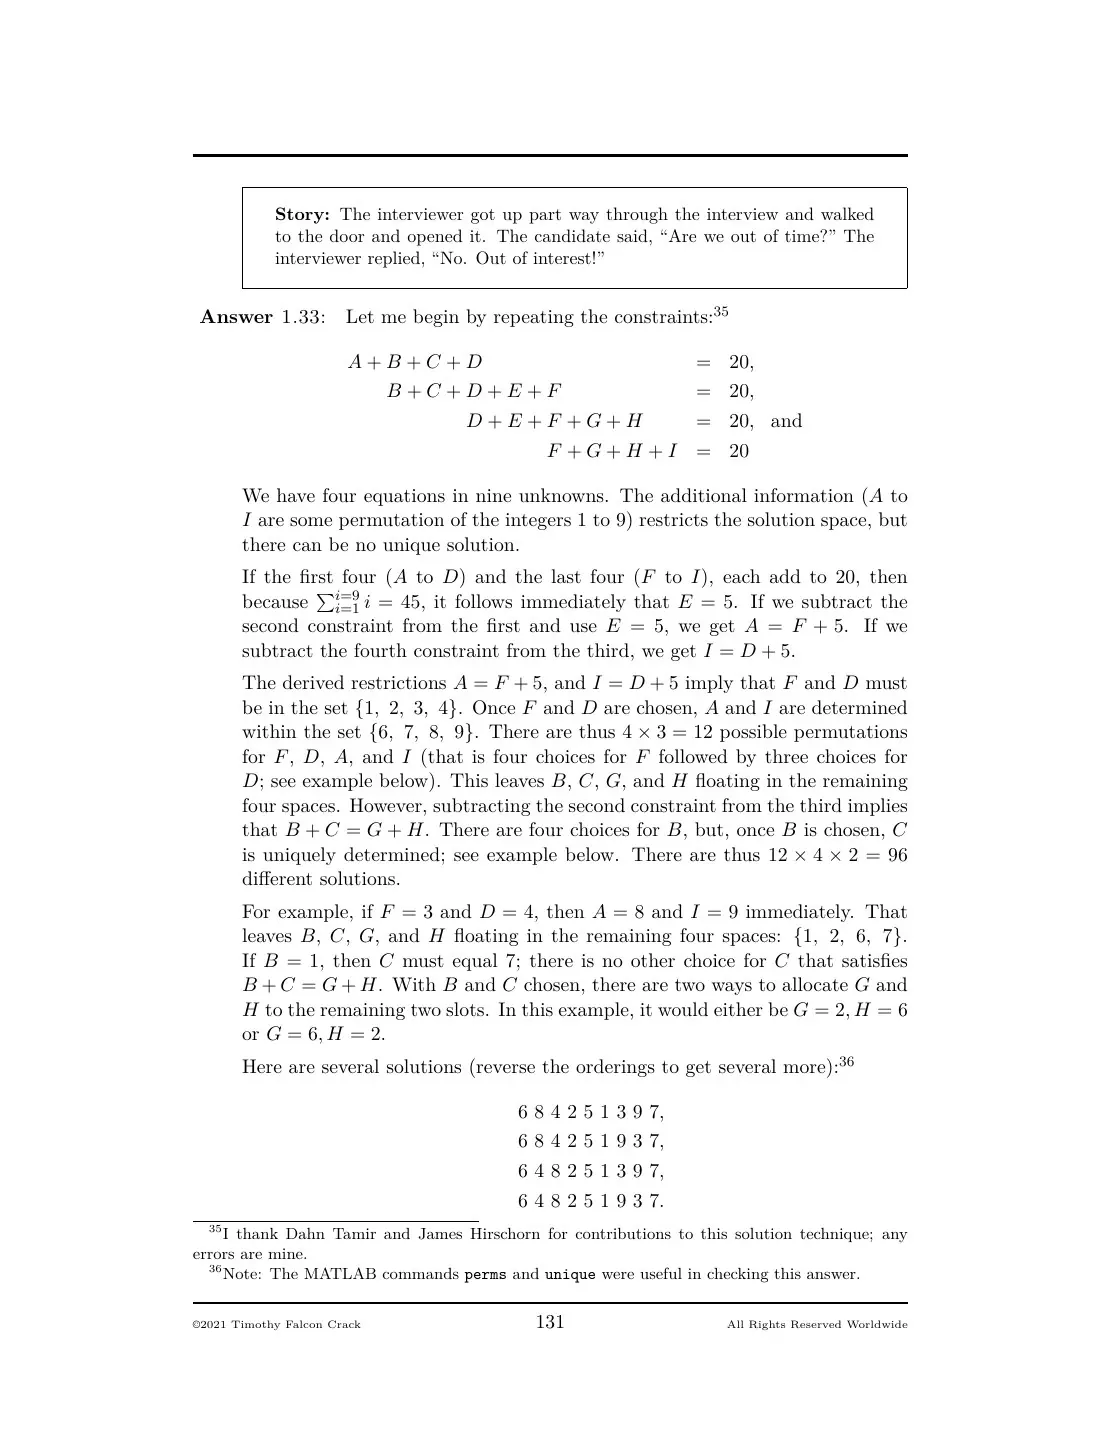 Story: The interviewer got up part way through the interview and walked
to the door and opened it. The candidate said, “Are we out of time?” The
interviewer replied, “No. Out of interest!”
Answer 1.33: Let me begin by repeating the constraints:³⁵
A + B + C + D = 20,
B + C + D + E + F = 20,
D + E + F + G + H = 20, and
F + G + H + I = 20
We have four equations in nine unknowns. The additional information (A to
I are some permutation of the integers 1 to 9) restricts the solution space, but
there can be no unique solution.
If the first four (A to D) and the last four (F to I), each add to 20, then
because ∑_{i=1}^{i=9} i = 45, it follows immediately that E = 5. If we subtract the
second constraint from the first and use E = 5, we get A = F + 5. If we
subtract the fourth constraint from the third, we get I = D + 5.
The derived restrictions A = F + 5, and I = D + 5 imply that F and D must
be in the set {1, 2, 3, 4}. Once F and D are chosen, A and I are determined
within the set {6, 7, 8, 9}. There are thus 4 × 3 = 12 possible permutations
for F, D, A, and I (that is four choices for F followed by three choices for
D; see example below). This leaves B, C, G, and H floating in the remaining
four spaces. However, subtracting the second constraint from the third implies
that B + C = G + H. There are four choices for B, but, once B is chosen, C
is uniquely determined; see example below. There are thus 12 × 4 × 2 = 96
different solutions.
For example, if F = 3 and D = 4, then A = 8 and I = 9 immediately. That
leaves B, C, G, and H floating in the remaining four spaces: {1, 2, 6, 7}.
If B = 1, then C must equal 7; there is no other choice for C that satisfies
B + C = G + H. With B and C chosen, there are two ways to allocate G and
H to the remaining two slots. In this example, it would either be G = 2, H = 6
or G = 6, H = 2.
Here are several solutions (reverse the orderings to get several more):³⁶
6 8 4 2 5 1 3 9 7,
6 8 4 2 5 1 9 3 7,
6 4 8 2 5 1 3 9 7,
6 4 8 2 5 1 9 3 7.
³⁵I thank Dahn Tamir and James Hirschorn for contributions to this solution technique; any
errors are mine.
³⁶Note: The MATLAB commands perms and unique were useful in checking this answer.
©2021 Timothy Falcon Crack 131 All Rights Reserved Worldwide